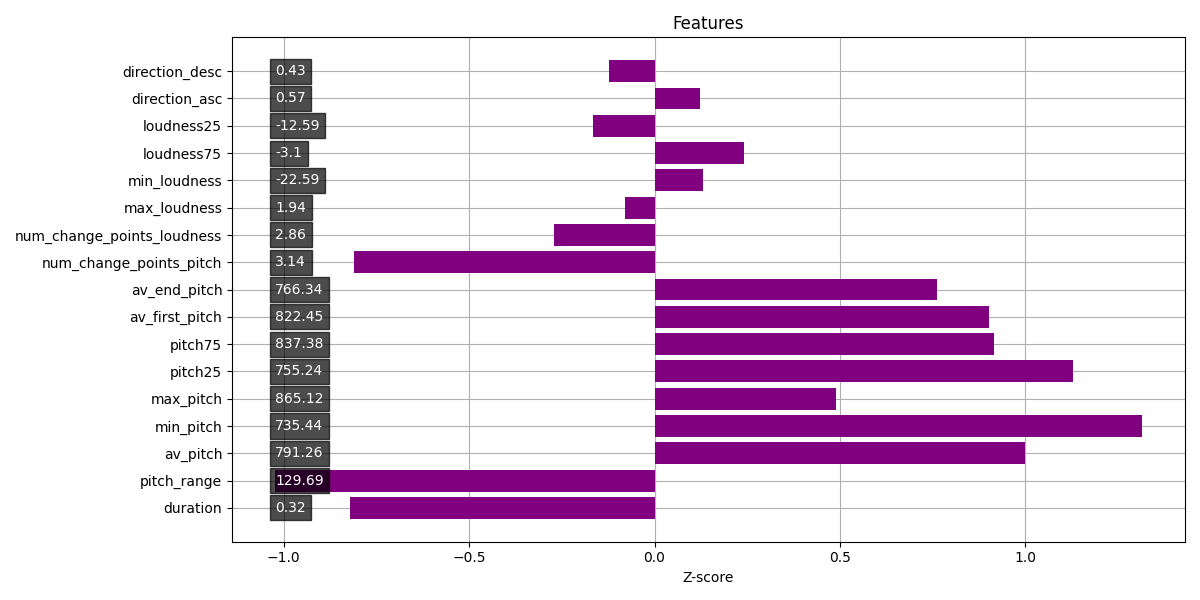 Features
direction_desc 0.43
direction_asc 0.57
loudness25 -12.59
loudness75 -3.1
min_loudness -22.59
max_loudness 1.94
num_change_points_loudness 2.86
num_change_points_pitch 3.14
av_end_pitch 766.34
av_first_pitch 822.45
pitch75 837.38
pitch25 755.24
max_pitch 865.12
min_pitch 735.44
av_pitch 791.26
pitch_range 129.69
duration 0.32
−1.0 −0.5 0.0 0.5 1.0
Z-score